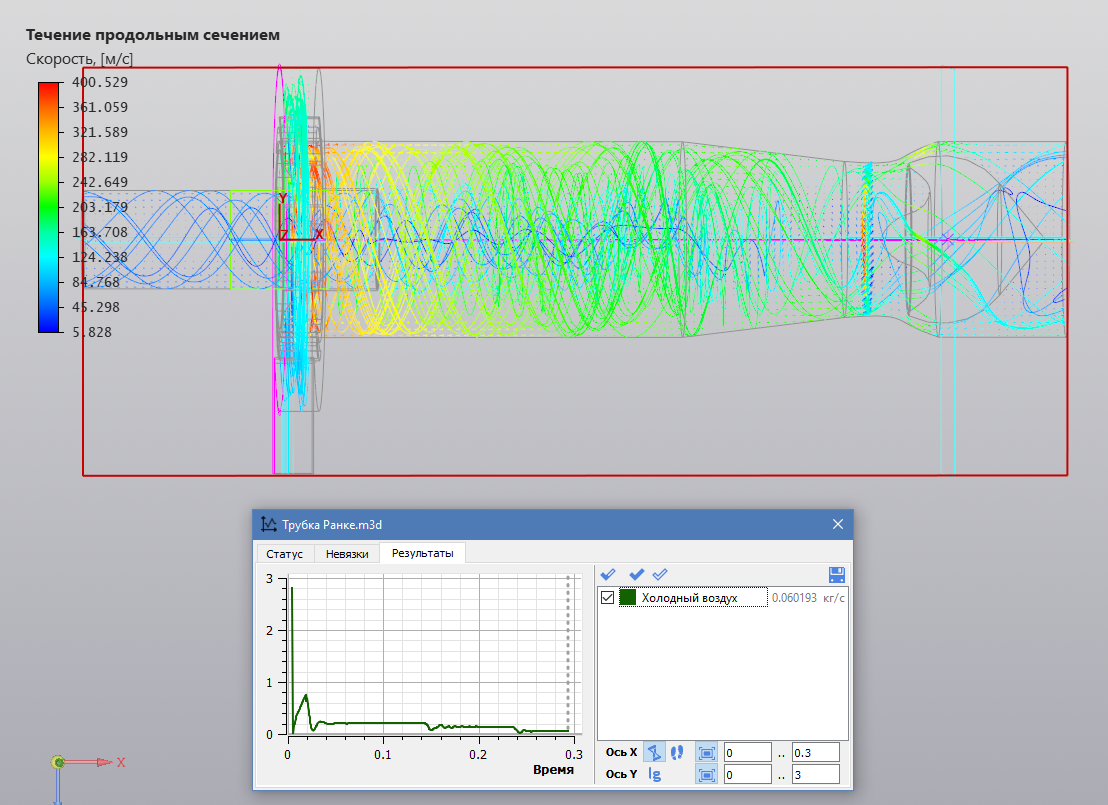 Течение продольным сечением
Скорость, [м/с]
400.529
361.059
321.589
282.119
242.649
203.179
163.708
124.238
84.768
45.298
5.828
Y
Z X
Трубка Ранке.m3d
Статус Невязки Результаты
3
2
1
0
0 0.1 0.2 0.3
Время
Холодный воздух 0.060193 кг/с
Ось X 0 .. 0.3
Ось Y lg 0 .. 3
X